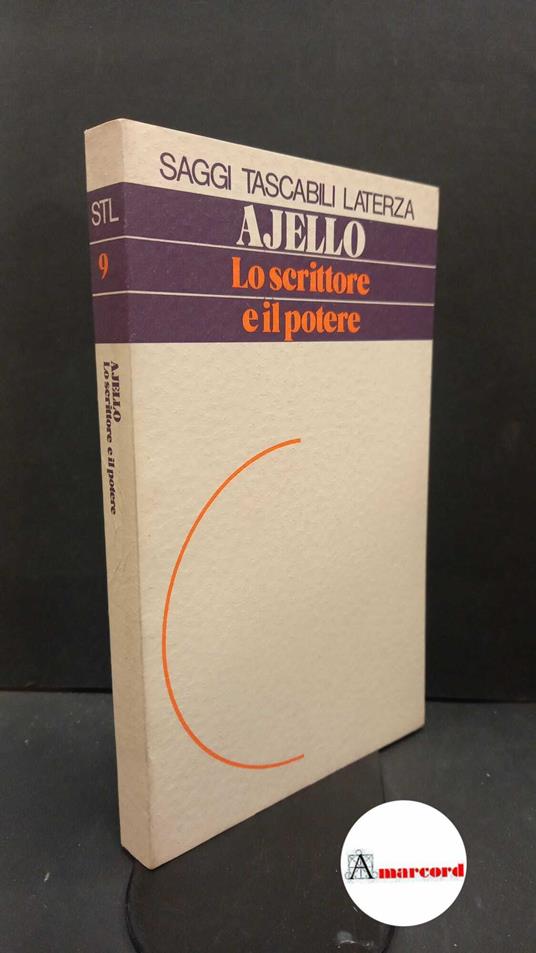 SAGGI TASCABILI LATERZA
AJELLO
Lo scrittore
e il potere
STL
9
AJELLO
Lo scrittore e il potere
Amarcord